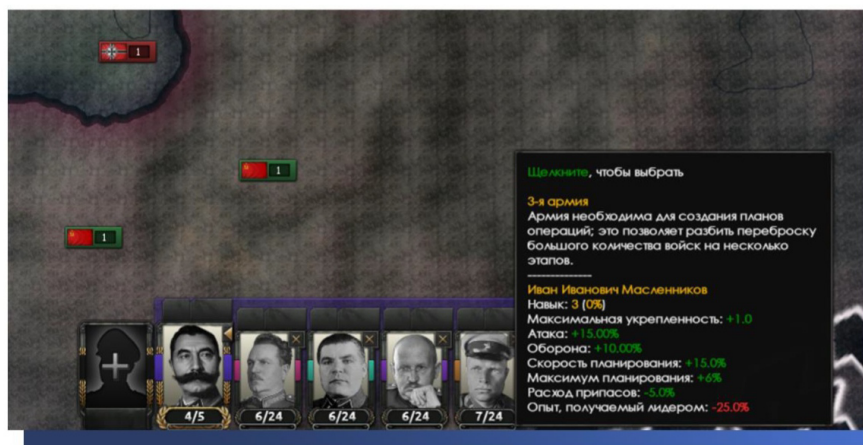 1
1
1
Щелкните, чтобы выбрать
3-я армия
Армия необходима для создания планов
операций; это позволяет разбить переброску
большого количества войск на несколько
этапов.
--------------
Иван Иванович Масленников
Навык: 3 (0%)
Максимальная укрепленность: +1.0
Атака: +15.00%
Оборона: +10.00%
Скорость планирования: +15.0%
Максимум планирования: +6%
Расход припасов: -5.0%
Опыт, получаемый лидером: -25.0%
4/5
6/24
6/24
6/24
7/24